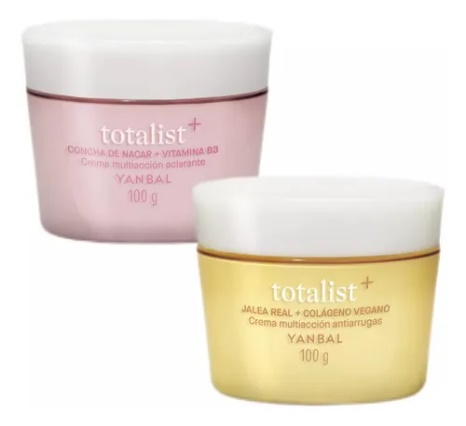 totalist+
CONCHA DE NACAR + VITAMINA B3
Crema multiacción aclarante
YANBAL
100 g
totalist+
JALEA REAL + COLÁGENO VEGANO
Crema multiacción antiarrugas
YANBAL
100 g